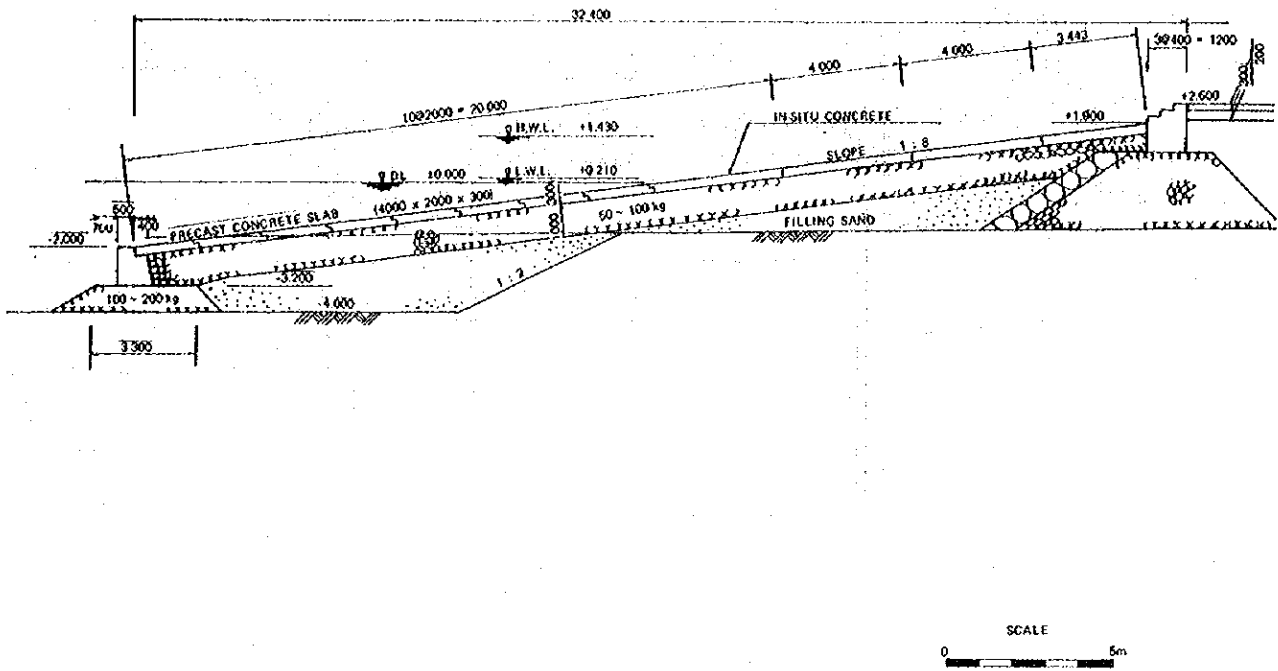 32.400
3.443
3@400 = 1200
4.000
4.000
300
200
10@2000 = 20.000
+2.600
H.W.L. +1.430
IN SITU CONCRETE
+1.900
SLOPE 1 : 8
D.L ±0.000
L.W.L. +0.210
500
300
PRECAST CONCRETE SLAB (4000 x 2000 x 300)
700
400
800
60 ~ 100 kg
FILLING SAND
-2.000
-3.200
1 : 2
100 ~ 200 kg
-4.000
3.300
SCALE
0 5m